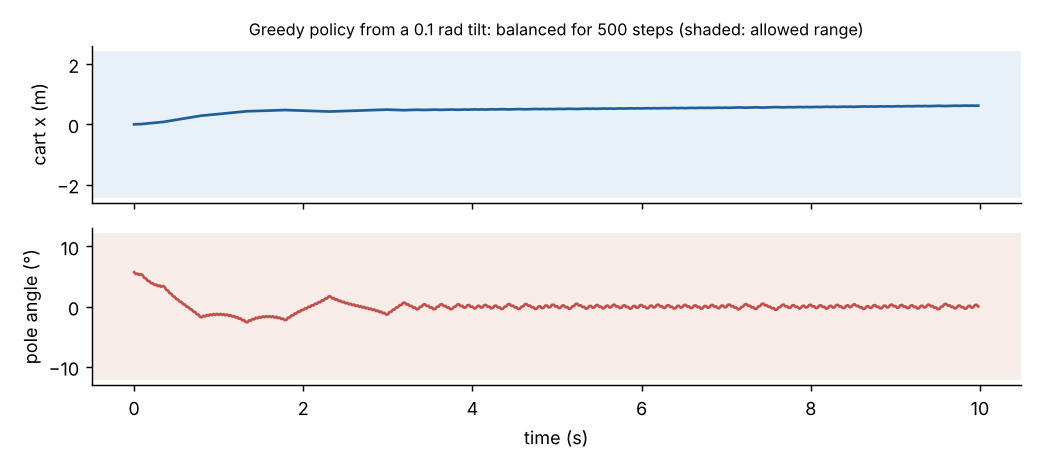 Greedy policy from a 0.1 rad tilt: balanced for 500 steps (shaded: allowed range)
cart x (m)
2
0
−2
pole angle (°)
10
0
−10
0 2 4 6 8 10
time (s)